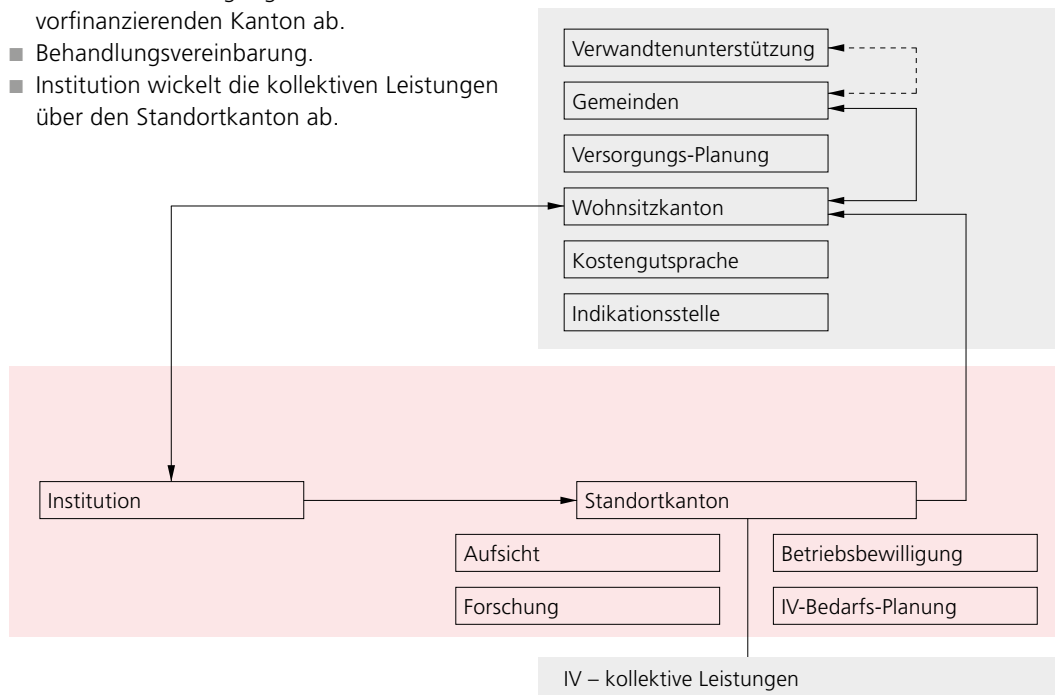 vorfinanzierenden Kanton ab.
■ Behandlungsvereinbarung.
■ Institution wickelt die kollektiven Leistungen
über den Standortkanton ab.
Verwandtenunterstützung
Gemeinden
Versorgungs-Planung
Wohnsitzkanton
Kostengutsprache
Indikationsstelle
Institution
Standortkanton
Aufsicht
Betriebsbewilligung
Forschung
IV-Bedarfs-Planung
IV – kollektive Leistungen